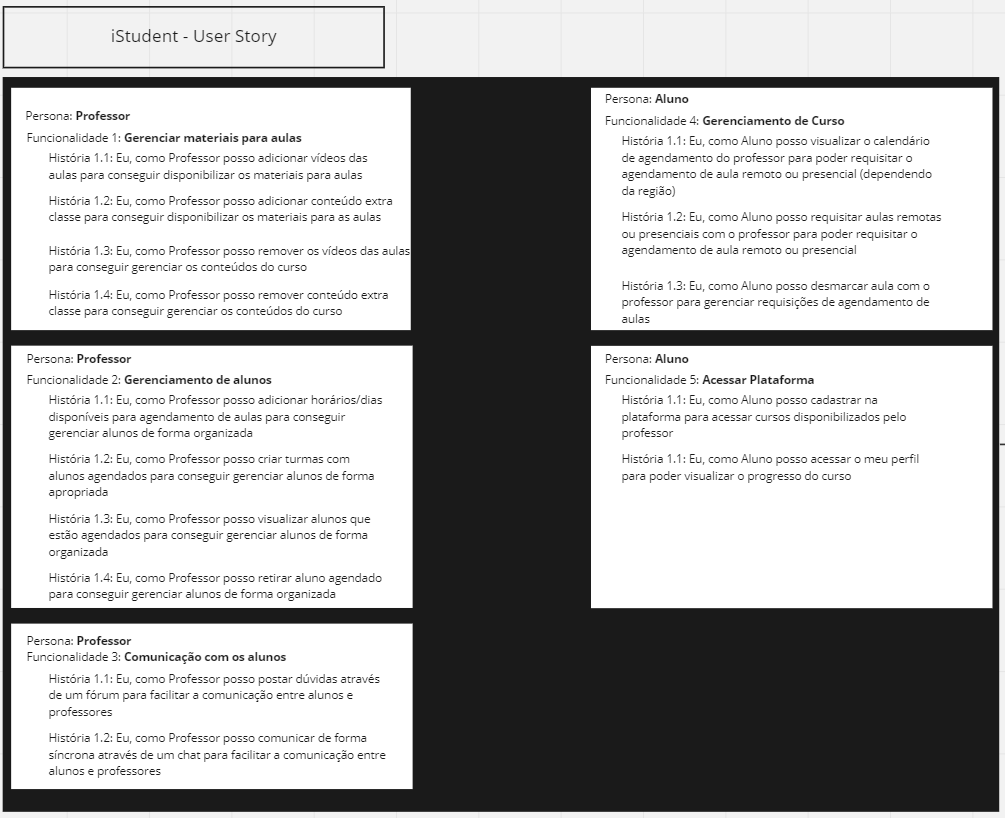 iStudent - User Story
Persona: Professor
Funcionalidade 1: Gerenciar materiais para aulas
História 1.1: Eu, como Professor posso adicionar vídeos das
aulas para conseguir disponibilizar os materiais para aulas
História 1.2: Eu, como Professor posso adicionar conteúdo extra
classe para conseguir disponibilizar os materiais para as aulas
História 1.3: Eu, como Professor posso remover os vídeos das aulas
para conseguir gerenciar os conteúdos do curso
História 1.4: Eu, como Professor posso remover conteúdo extra
classe para conseguir gerenciar os conteúdos do curso
Persona: Professor
Funcionalidade 2: Gerenciamento de alunos
História 1.1: Eu, como Professor posso adicionar horários/dias
disponíveis para agendamento de aulas para conseguir
gerenciar alunos de forma organizada
História 1.2: Eu, como Professor posso criar turmas com
alunos agendados para conseguir gerenciar alunos de forma
apropriada
História 1.3: Eu, como Professor posso visualizar alunos que
estão agendados para conseguir gerenciar alunos de forma
organizada
História 1.4: Eu, como Professor posso retirar aluno agendado
para conseguir gerenciar alunos de forma organizada
Persona: Professor
Funcionalidade 3: Comunicação com os alunos
História 1.1: Eu, como Professor posso postar dúvidas através
de um fórum para facilitar a comunicação entre alunos e
professores
História 1.2: Eu, como Professor posso comunicar de forma
síncrona através de um chat para facilitar a comunicação entre
alunos e professores
Persona: Aluno
Funcionalidade 4: Gerenciamento de Curso
História 1.1: Eu, como Aluno posso visualizar o calendário
de agendamento do professor para poder requisitar o
agendamento de aula remoto ou presencial (dependendo
da região)
História 1.2: Eu, como Aluno posso requisitar aulas remotas
ou presenciais com o professor para poder requisitar o
agendamento de aula remoto ou presencial
História 1.3: Eu, como Aluno posso desmarcar aula com o
professor para gerenciar requisições de agendamento de
aulas
Persona: Aluno
Funcionalidade 5: Acessar Plataforma
História 1.1: Eu, como Aluno posso cadastrar na
plataforma para acessar cursos disponibilizados pelo
professor
História 1.1: Eu, como Aluno posso acessar o meu perfil
para poder visualizar o progresso do curso